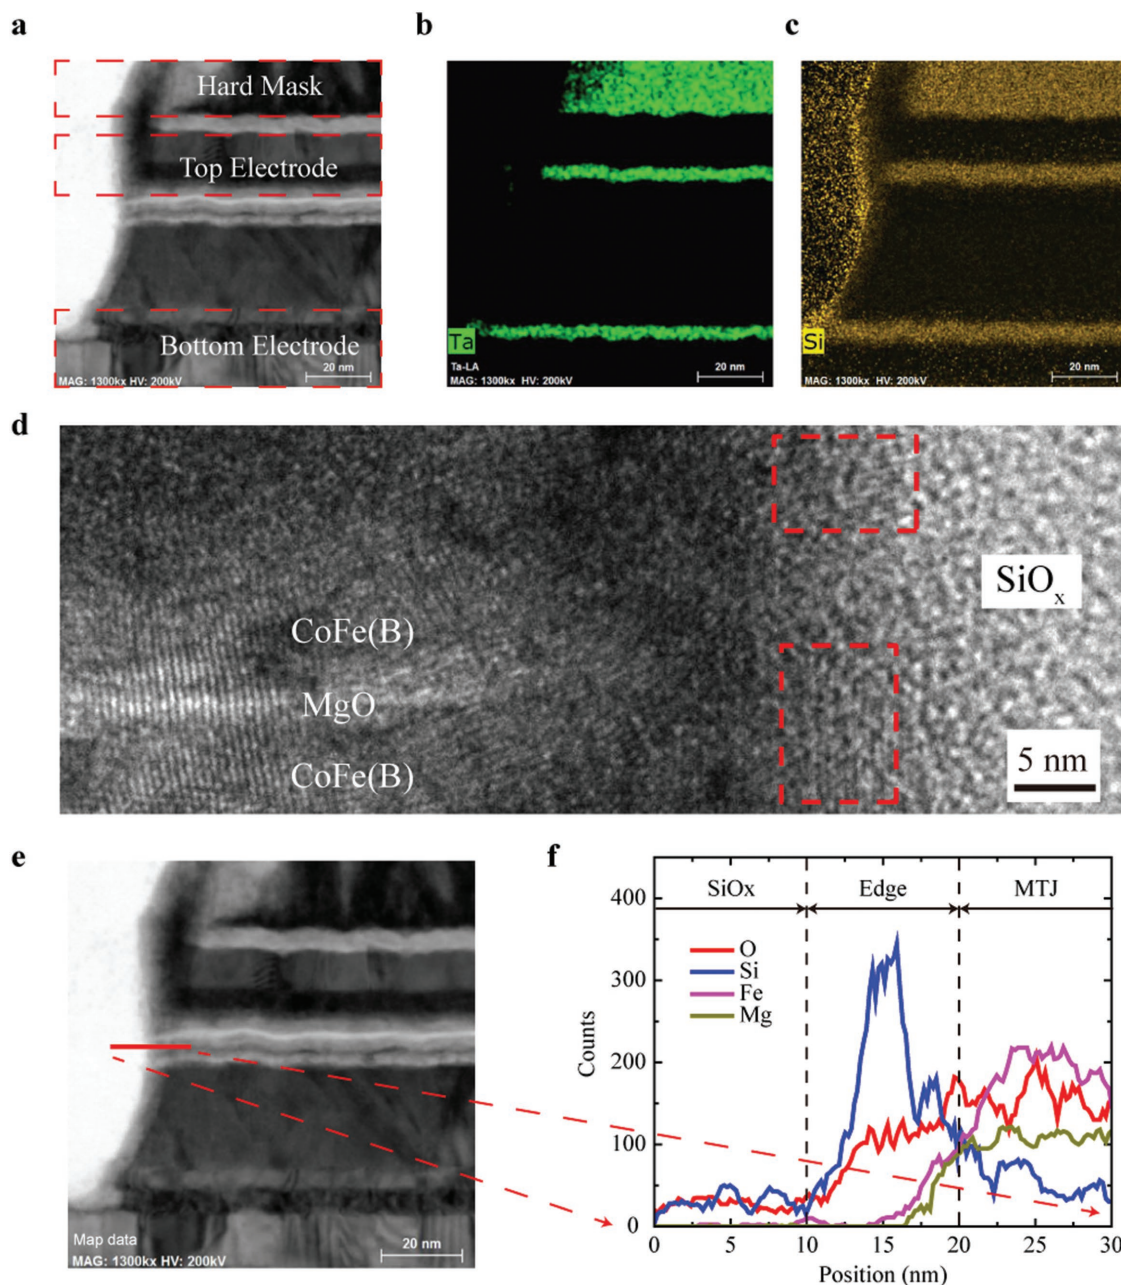 a
b
c
Hard Mask
Top Electrode
Bottom Electrode
20 nm
MAG: 1300kx HV: 200kV
Ta
Ta-LA
MAG: 1300kx HV: 200kV
20 nm
Si
MAG: 1300kx HV: 200kV
20 nm
d
CoFe(B)
MgO
CoFe(B)
SiOx
5 nm
e
Map data
MAG: 1300kx HV: 200kV
20 nm
f
SiOx
Edge
MTJ
O
Si
Fe
Mg
Counts
400
300
200
100
0
0 5 10 15 20 25 30
Position (nm)